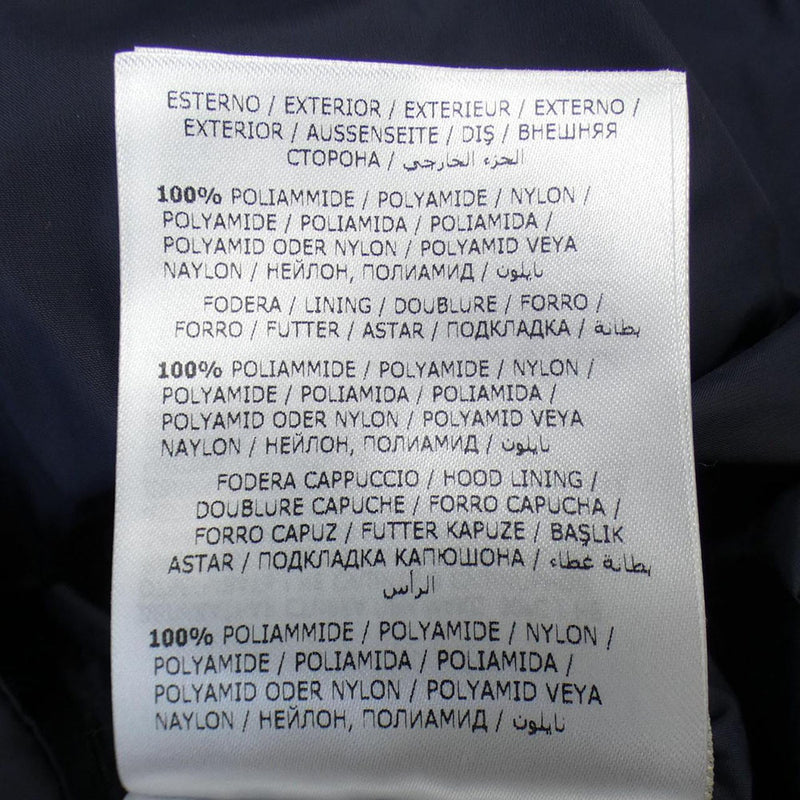 ESTERNO / EXTERIOR / EXTERIEUR / EXTERNO /
EXTERIOR / AUSSENSEITE / DIŞ / ВНЕШНЯЯ
СТОРОНА / الجزء الخارجي
100% POLIAMMIDE / POLYAMIDE / NYLON /
POLYAMIDE / POLIAMIDA / POLIAMIDA /
POLYAMID ODER NYLON / POLYAMID VEYA
NAYLON / НЕЙЛОН, ПОЛИАМИД / نايلون
FODERA / LINING / DOUBLURE / FORRO /
FORRO / FUTTER / ASTAR / ПОДКЛАДКА / بطانة
100% POLIAMMIDE / POLYAMIDE / NYLON /
POLYAMIDE / POLIAMIDA / POLIAMIDA /
POLYAMID ODER NYLON / POLYAMID VEYA
NAYLON / НЕЙЛОН, ПОЛИАМИД / نايلون
FODERA CAPPUCCIO / HOOD LINING /
DOUBLURE CAPUCHE / FORRO CAPUCHA /
FORRO CAPUZ / FUTTER KAPUZE / BAŞLIK
ASTAR / ПОДКЛАДКА КАПЮШОНА / بطانة غطاء
الرأس
100% POLIAMMIDE / POLYAMIDE / NYLON /
POLYAMIDE / POLIAMIDA / POLIAMIDA /
POLYAMID ODER NYLON / POLYAMID VEYA
NAYLON / НЕЙЛОН, ПОЛИАМИД / نايلون